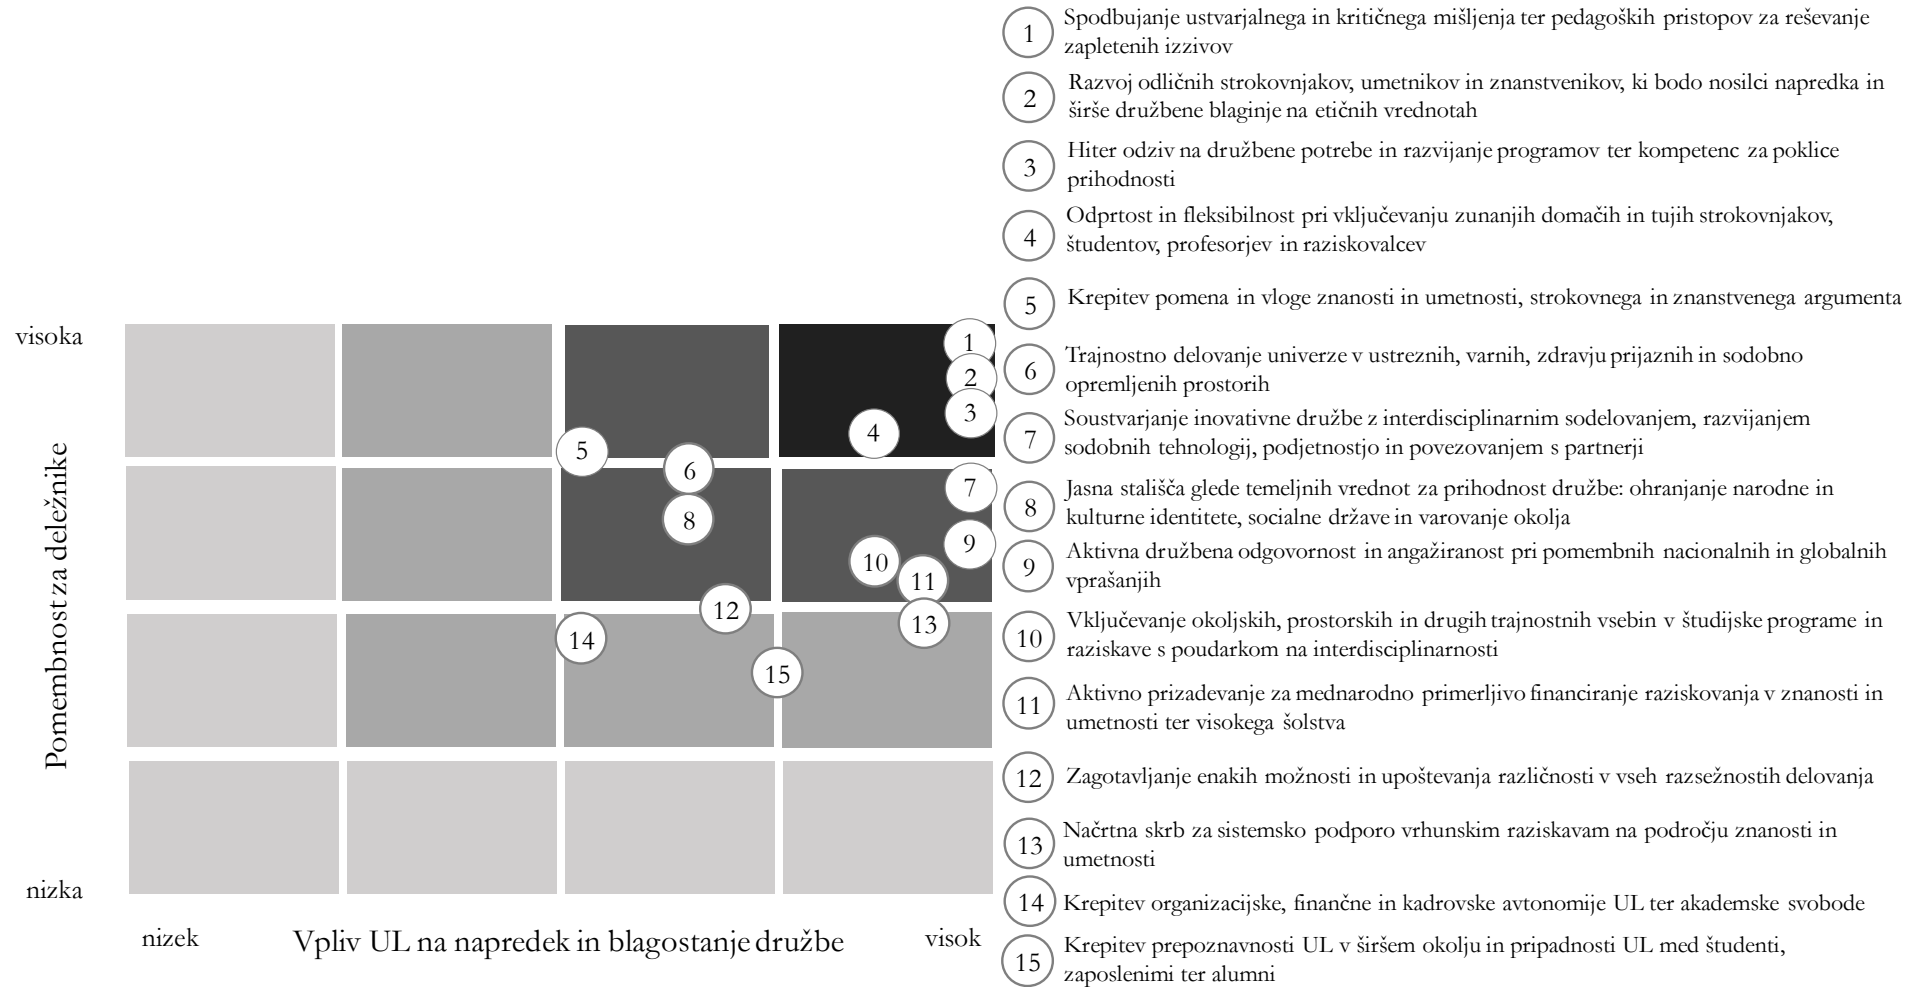 1
Spodbujanje ustvarjalnega in kritičnega mišljenja ter pedagoških pristopov za reševanje
zapletenih izzivov
2
Razvoj odličnih strokovnjakov, umetnikov in znanstvenikov, ki bodo nosilci napredka in
širše družbene blaginje na etičnih vrednotah
3
Hiter odziv na družbene potrebe in razvijanje programov ter kompetenc za poklice
prihodnosti
4
Odprtost in fleksibilnost pri vključevanju zunanjih domačih in tujih strokovnjakov,
študentov, profesorjev in raziskovalcev
5
Krepitev pomena in vloge znanosti in umetnosti, strokovnega in znanstvenega argumenta
6
Trajnostno delovanje univerze v ustreznih, varnih, zdravju prijaznih in sodobno
opremljenih prostorih
7
Soustvarjanje inovativne družbe z interdisciplinarnim sodelovanjem, razvijanjem
sodobnih tehnologij, podjetnostjo in povezovanjem s partnerji
8
Jasna stališča glede temeljnih vrednot za prihodnost družbe: ohranjanje narodne in
kulturne identitete, socialne države in varovanje okolja
9
Aktivna družbena odgovornost in angažiranost pri pomembnih nacionalnih in globalnih
vprašanjih
10
Vključevanje okoljskih, prostorskih in drugih trajnostnih vsebin v študijske programe in
raziskave s poudarkom na interdisciplinarnosti
11
Aktivno prizadevanje za mednarodno primerljivo financiranje raziskovanja v znanosti in
umetnosti ter visokega šolstva
12
Zagotavljanje enakih možnosti in upoštevanja različnosti v vseh razsežnostih delovanja
13
Načrtna skrb za sistemsko podporo vrhunskim raziskavam na področju znanosti in
umetnosti
14
Krepitev organizacijske, finančne in kadrovske avtonomije UL ter akademske svobode
15
Krepitev prepoznavnosti UL v širšem okolju in pripadnosti UL med študenti,
zaposlenimi ter alumni
visoka
Pomembnost za deležnike
nizka
1
2
3
4
5
6
7
8
9
10
11
12
13
14
15
nizek
Vpliv UL na napredek in blagostanje družbe
visok